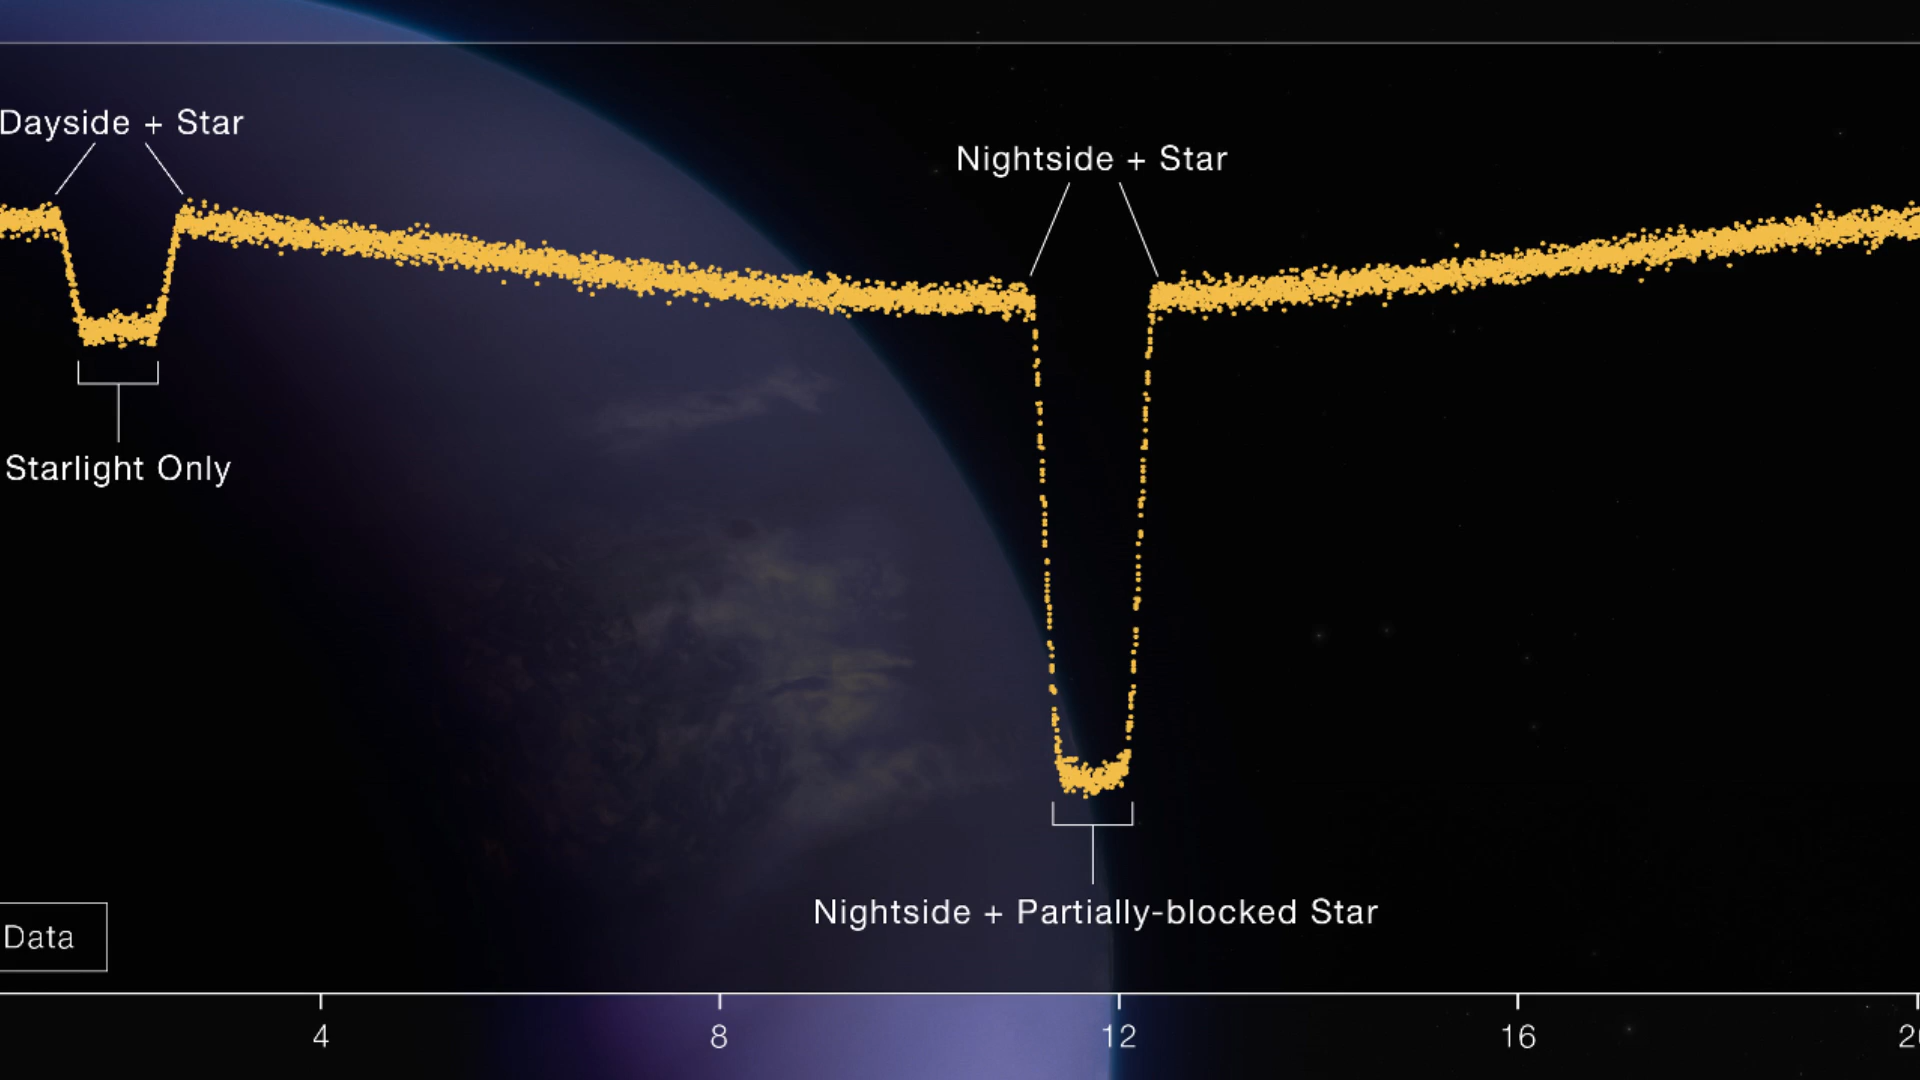 Dayside + Star
Nightside + Star
Starlight Only
Nightside + Partially-blocked Star
Data
4 8 12 16